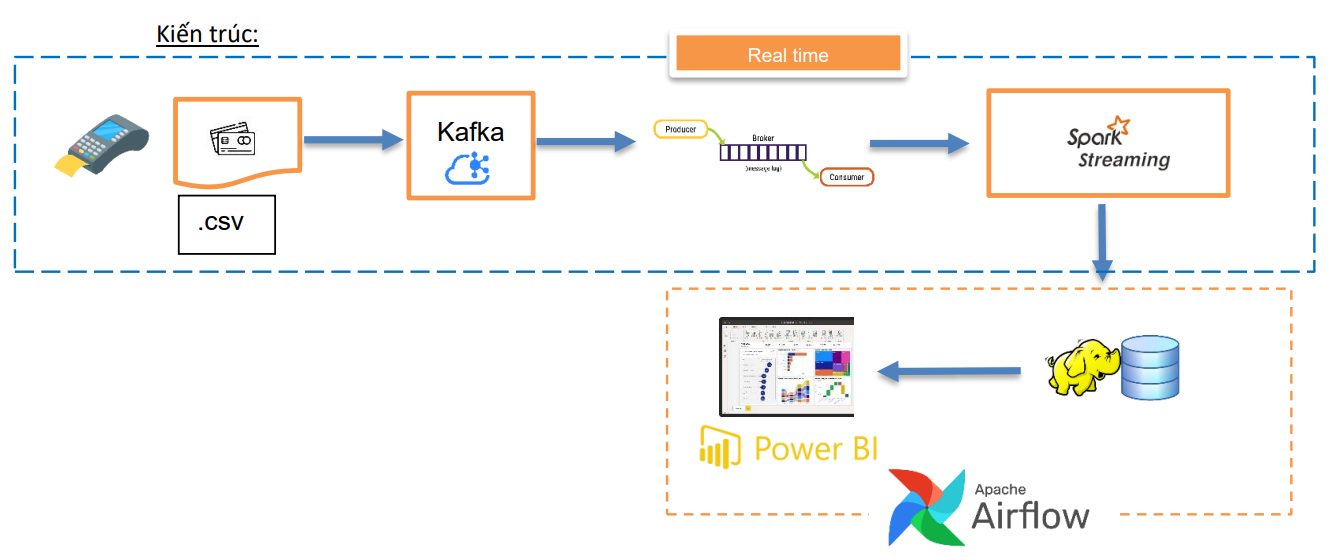 Kiến trúc:
Real time
.csv
Kafka
Producer
Broker
(message log)
Consumer
Spark
Streaming
Power BI
Apache
Airflow